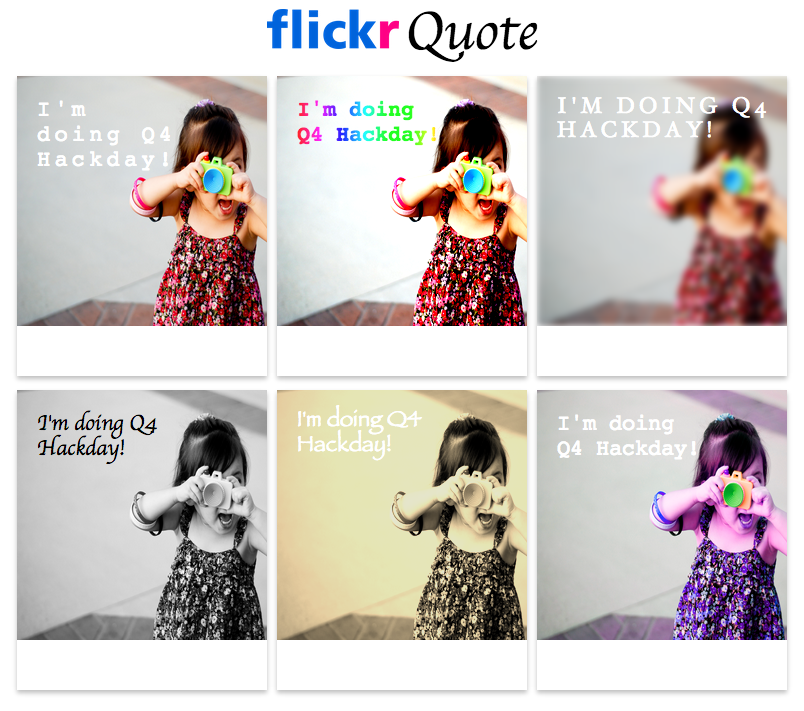 flickr Quote
I'm
doing Q4
Hackday!
I'm doing
Q4 Hackday!
I'M DOING Q4
HACKDAY!
I'm doing Q4
Hackday!
I'm doing Q4
Hackday!
I'm doing
Q4 Hackday!